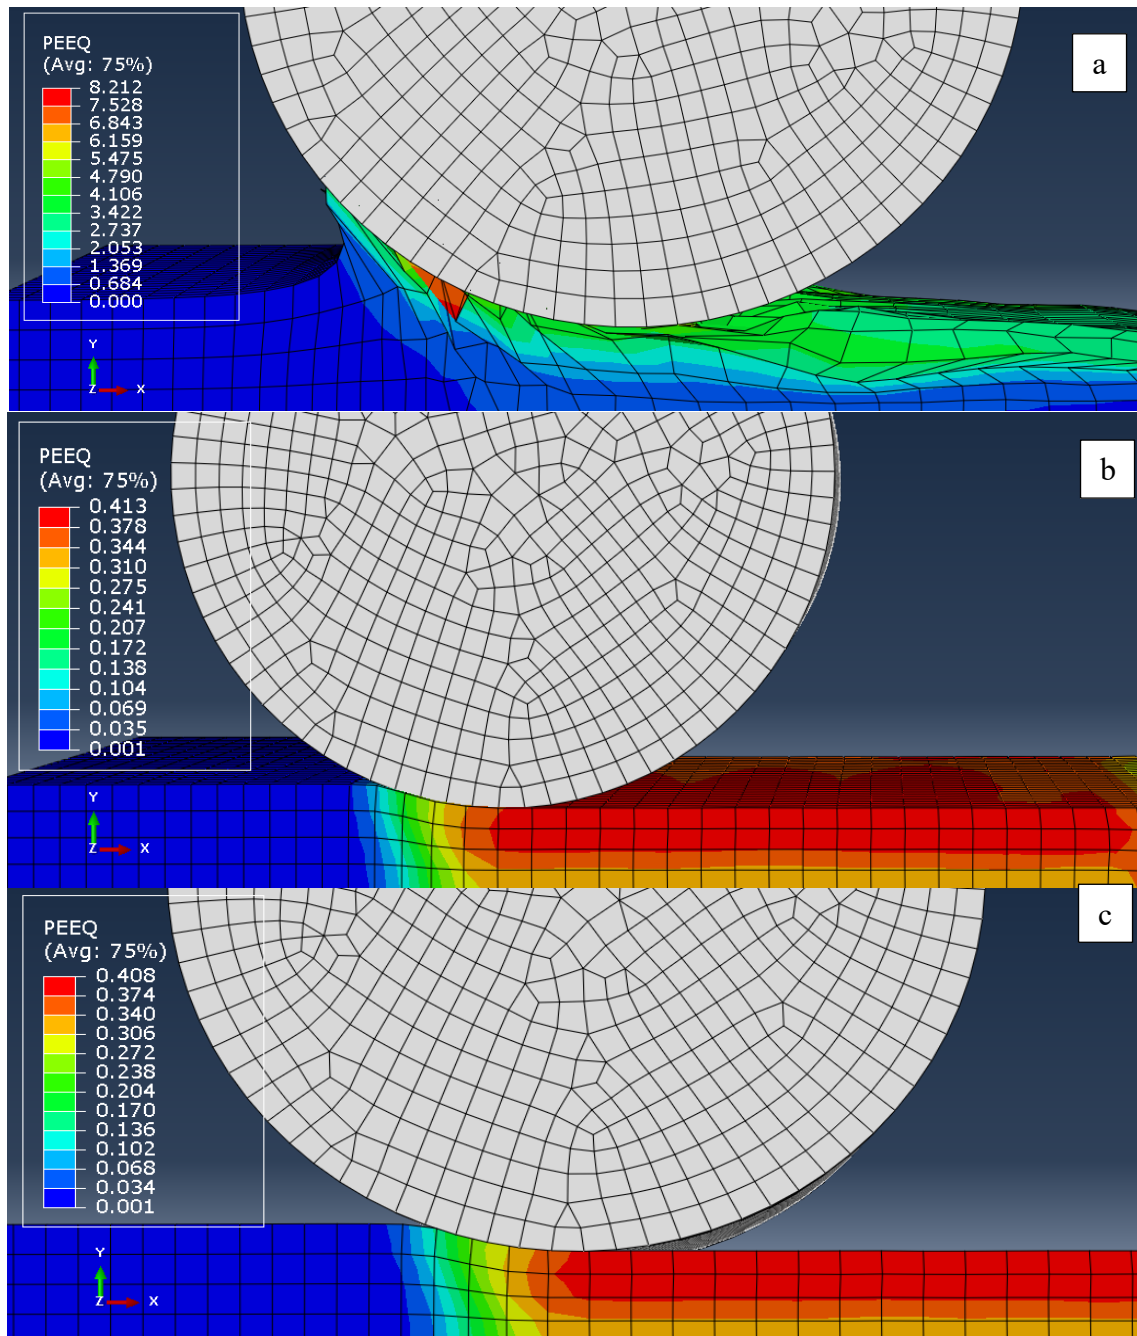 a
PEEQ
(Avg: 75%)
8.212
7.528
6.843
6.159
5.475
4.790
4.106
3.422
2.737
2.053
1.369
0.684
0.000
Y
Z X
b
PEEQ
(Avg: 75%)
0.413
0.378
0.344
0.310
0.275
0.241
0.207
0.172
0.138
0.104
0.069
0.035
0.001
Y
Z X
c
PEEQ
(Avg: 75%)
0.408
0.374
0.340
0.306
0.272
0.238
0.204
0.170
0.136
0.102
0.068
0.034
0.001
Y
Z X